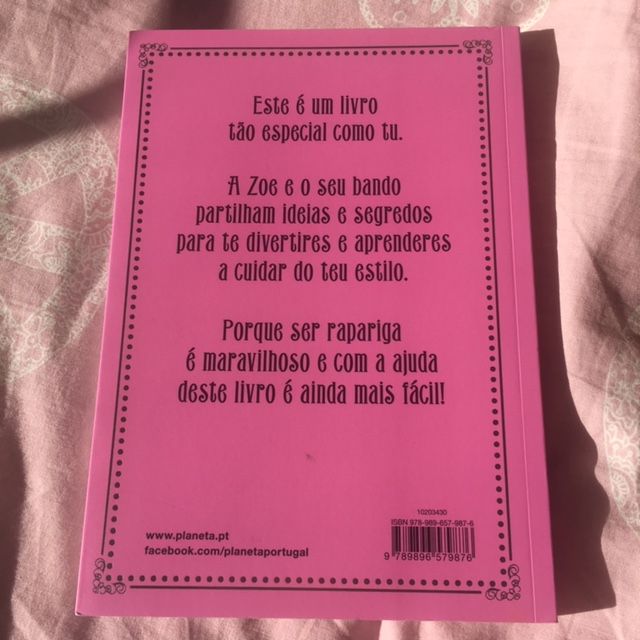 Este é um livro
tão especial como tu.
A Zoe e o seu bando
partilham ideias e segredos
para te divertires e aprenderes
a cuidar do teu estilo.
Porque ser rapariga
é maravilhoso e com a ajuda
deste livro é ainda mais fácil!
10203430
ISBN 978-989-657-987-6
9 789896 579876
www.planeta.pt
facebook.com/planetaportugal